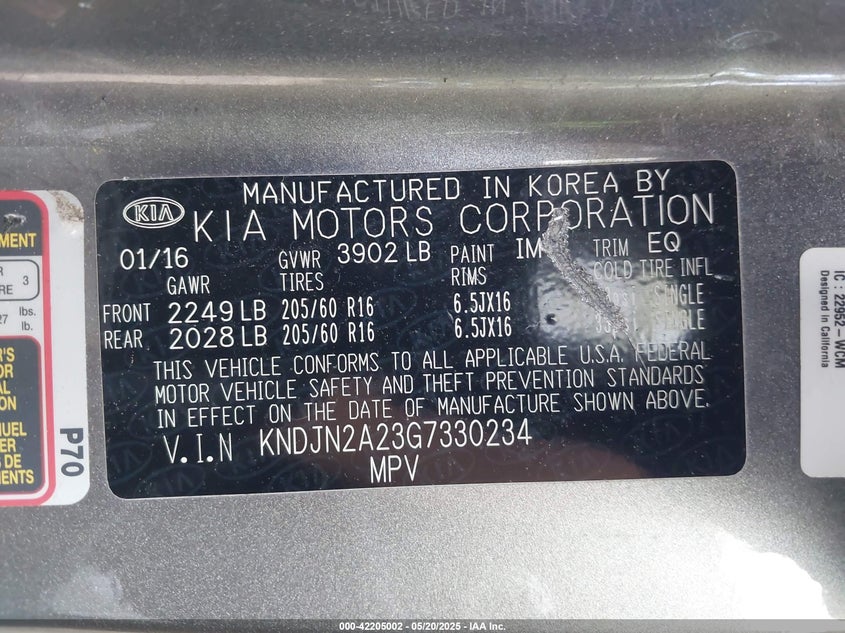 MANUFACTURED IN KOREA BY
KIA KIA MOTORS CORPORATION
01/16 GVWR 3902 LB PAINT IM TRIM EQ
GAWR TIRES RIMS COLD TIRE INFL
FRONT 2249 LB 205/60 R16 6.5JX16 SINGLE
REAR 2028 LB 205/60 R16 6.5JX16 SINGLE
THIS VEHICLE CONFORMS TO ALL APPLICABLE U.S.A. FEDERAL
MOTOR VEHICLE SAFETY AND THEFT PREVENTION STANDARDS
IN EFFECT ON THE DATE OF MANUFACTURE SHOWN ABOVE.
V.I.N KNDJN2A23G7330234
MPV
P70
IC : 22952-WCM
Designed in California
000-42205002 - 05/20/2025 - IAA Inc.